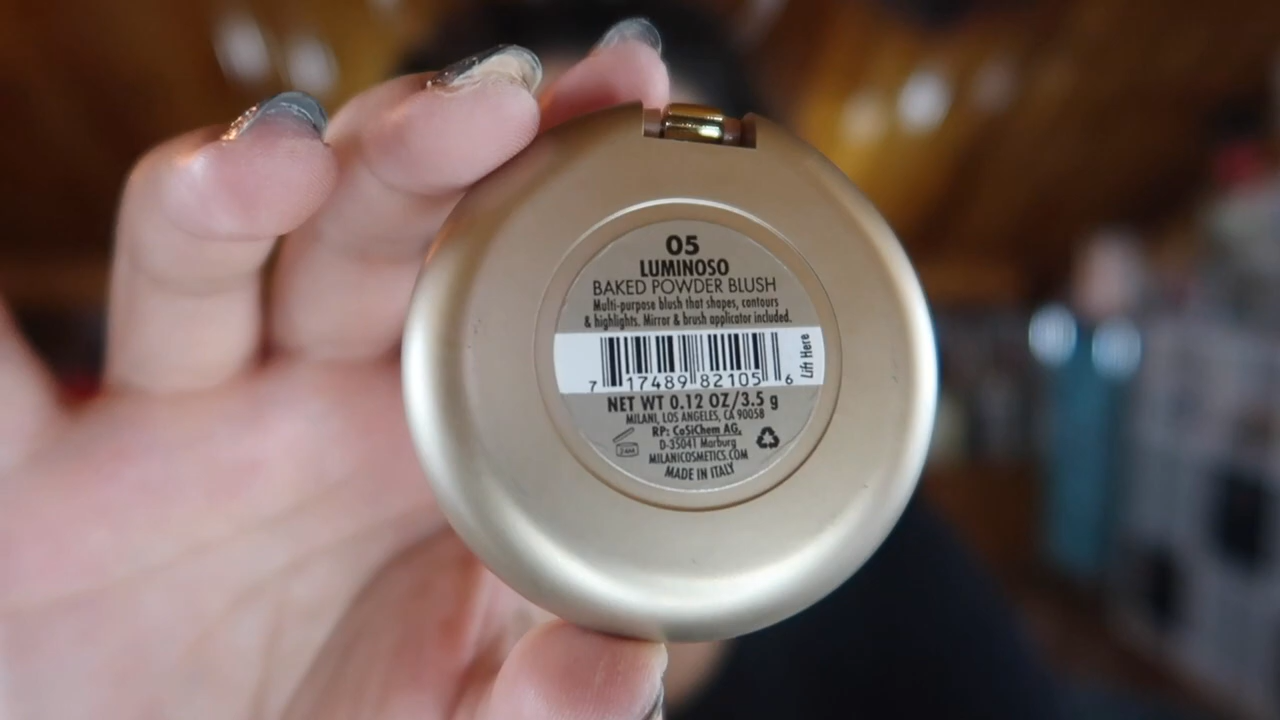 05
LUMINOSO
BAKED POWDER BLUSH
Multi-purpose blush that shapes, contours
& highlights. Mirror & brush applicator included.
Lift Here
7 17489 82105 6
NET WT 0.12 OZ/3.5 g
MILANI, LOS ANGELES, CA 90058
RP: CoSiChem AG,
D-35041 Marburg
24M
MILANICOSMETICS.COM
MADE IN ITALY